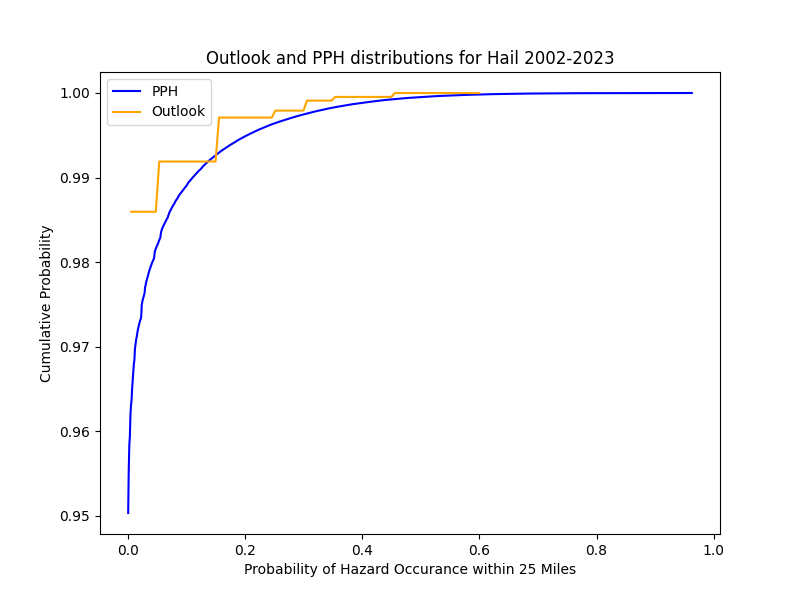 Outlook and PPH distributions for Hail 2002-2023
PPH
Outlook
Cumulative Probability
1.00
0.99
0.98
0.97
0.96
0.95
0.0 0.2 0.4 0.6 0.8 1.0
Probability of Hazard Occurance within 25 Miles